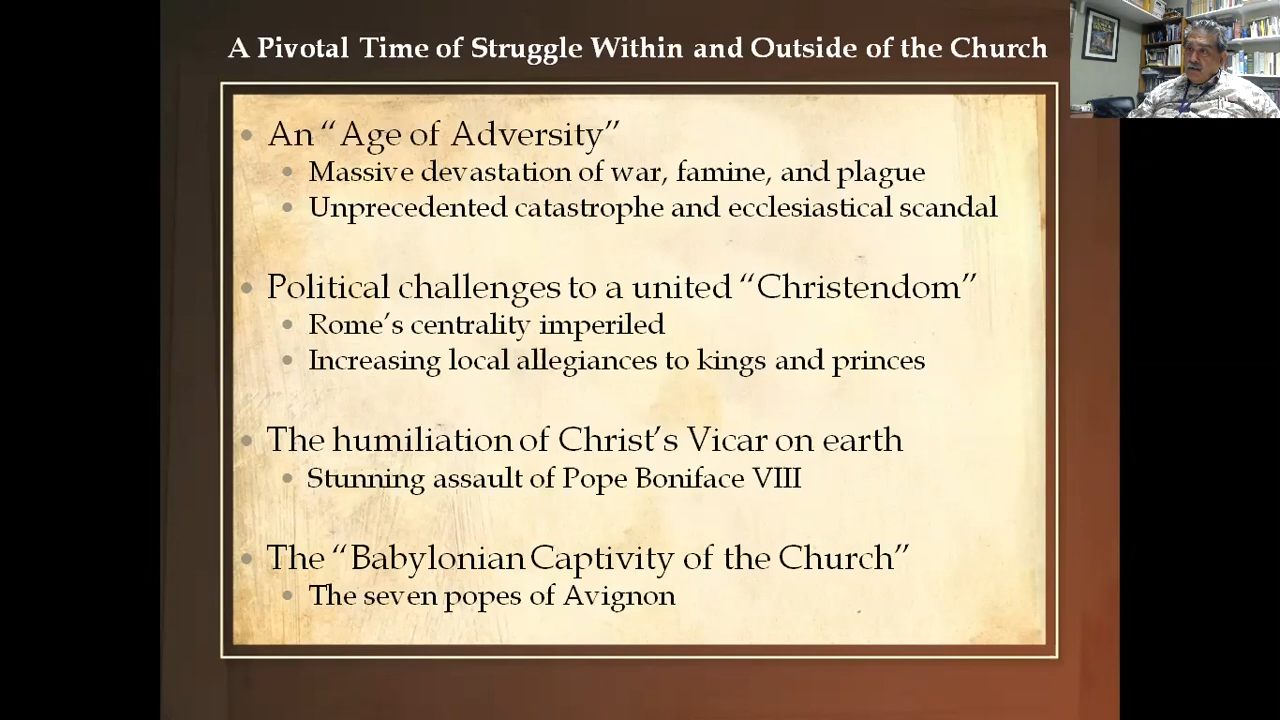 A Pivotal Time of Struggle Within and Outside of the Church
• An “Age of Adversity”
• Massive devastation of war, famine, and plague
• Unprecedented catastrophe and ecclesiastical scandal
• Political challenges to a united “Christendom”
• Rome’s centrality imperiled
• Increasing local allegiances to kings and princes
• The humiliation of Christ’s Vicar on earth
• Stunning assault of Pope Boniface VIII
• The “Babylonian Captivity of the Church”
• The seven popes of Avignon